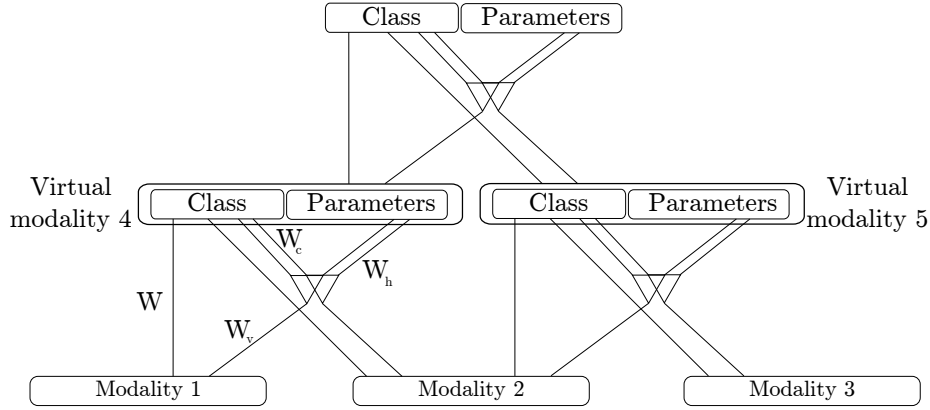 Class Parameters
Virtual
modality 4
Class Parameters
Class Parameters
Virtual
modality 5
W_c
W_h
W
W_v
Modality 1
Modality 2
Modality 3